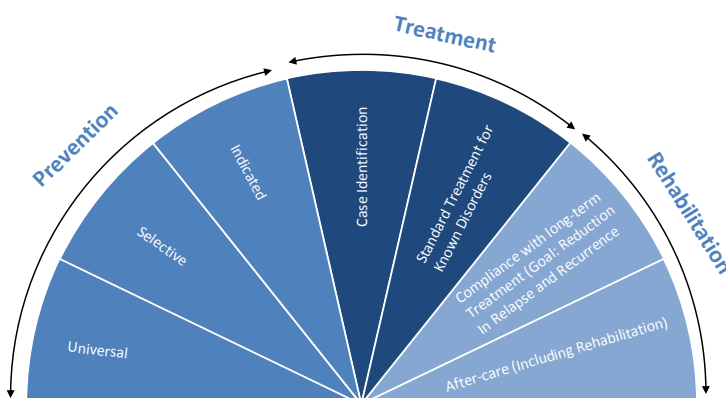 Treatment
Prevention
Rehabilitation
Universal
Selective
Indicated
Case Identification
Standard Treatment for
Known Disorders
Compliance with long-term
Treatment (Goal: Reduction
In Relapse and Recurrence
After-care (Including Rehabilitation)